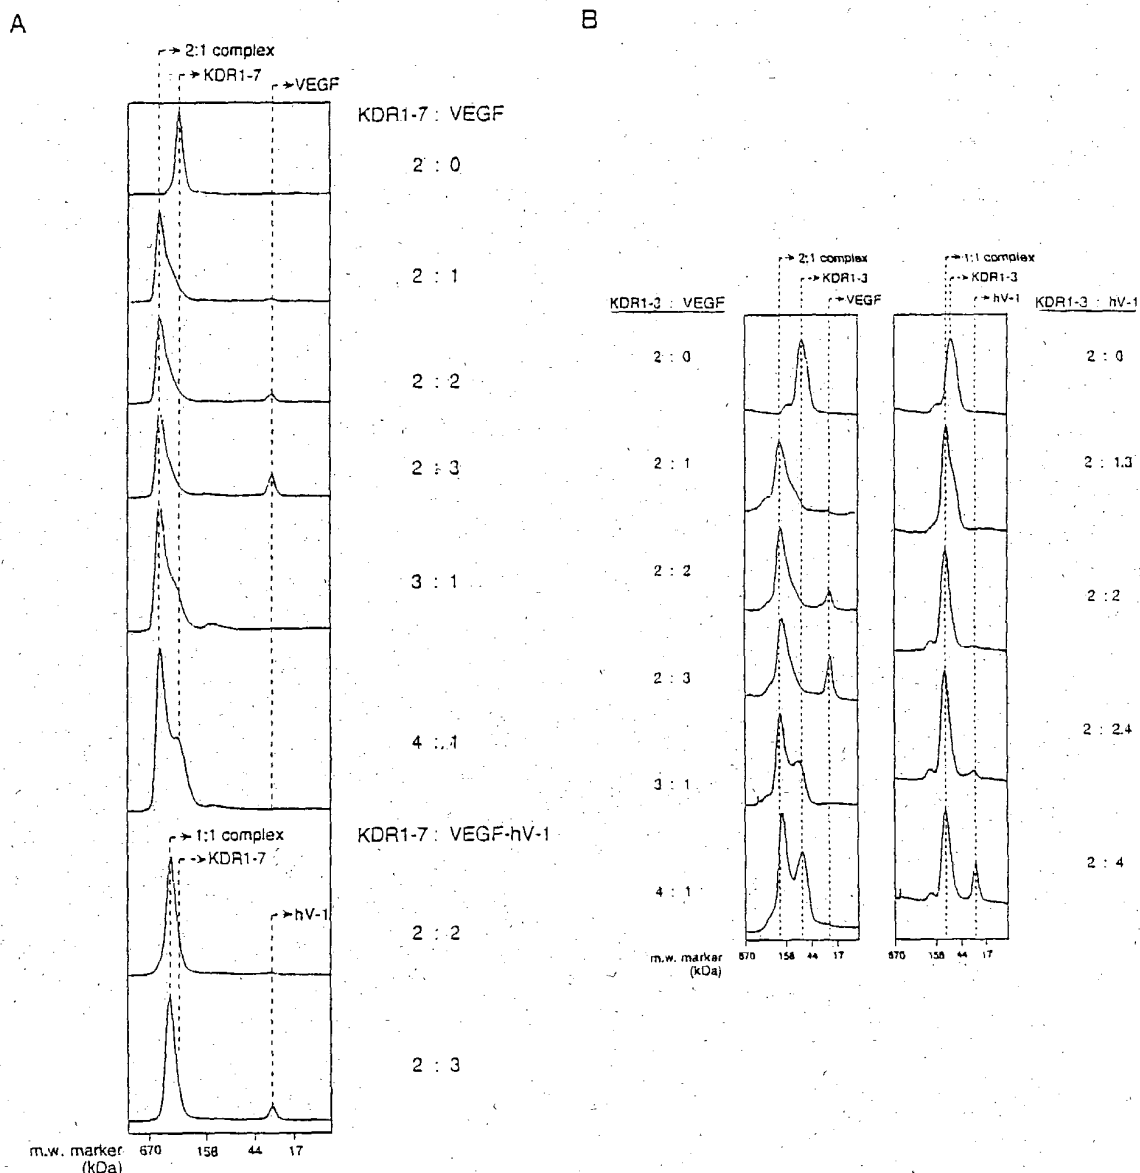 A
2:1 complex
KDR1-7
VEGF
KDR1-7 : VEGF
2 : 0
2 : 1
2 : 2
2 : 3
3 : 1
4 : 1
1:1 complex
KDR1-7
KDR1-7 : VEGF-hV-1
hV-1
2 : 2
2 : 3
m.w. marker 670 158 44 17
(kDa)
B
2:1 complex
KDR1-3
VEGF
KDR1-3 : VEGF
2 : 0
2 : 1
2 : 2
2 : 3
3 : 1
4 : 1
m.w. marker 670 158 44 17
(kDa)
1:1 complex
KDR1-3
hV-1
KDR1-3 : hV-1
2 : 0
2 : 1.3
2 : 2
2 : 2.4
2 : 4
670 158 44 17